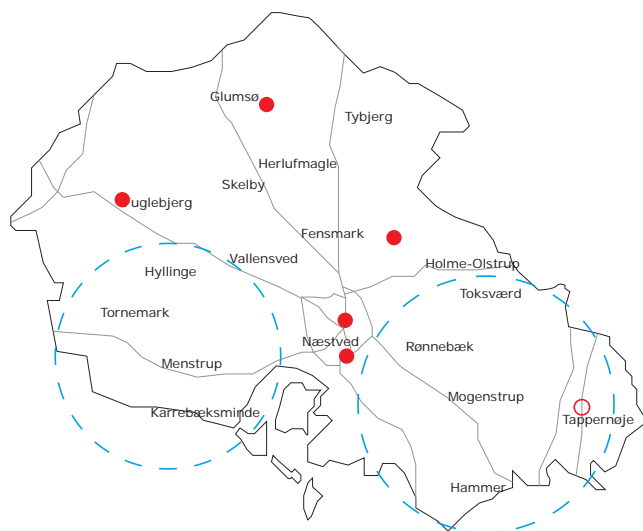 Glumsø
Tybjerg
Herlufmagle
Skelby
uglebjerg
Fensmark
Vallensved
Holme-Olstrup
Hyllinge
Toksværd
Tornemark
Næstved
Rønnebæk
Menstrup
Mogenstrup
Karrebæksminde
Tappernøje
Hammer